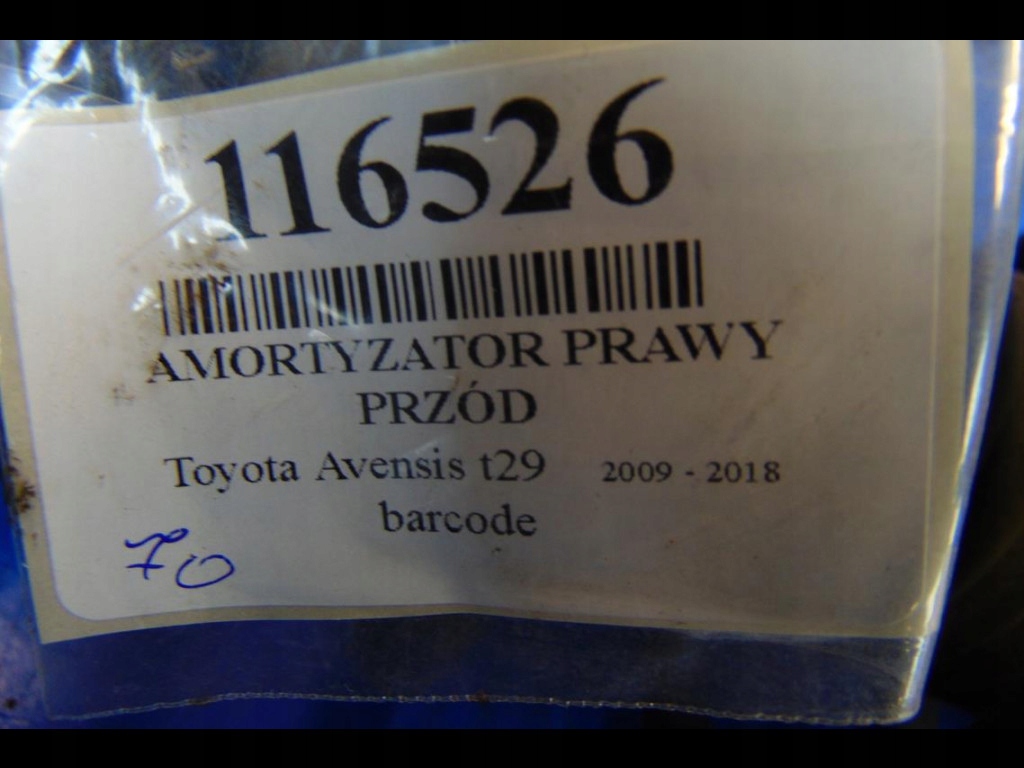 116526
AMORTYZATOR PRAWY
PRZÓD
Toyota Avensis t29 2009 - 2018
barcode
70